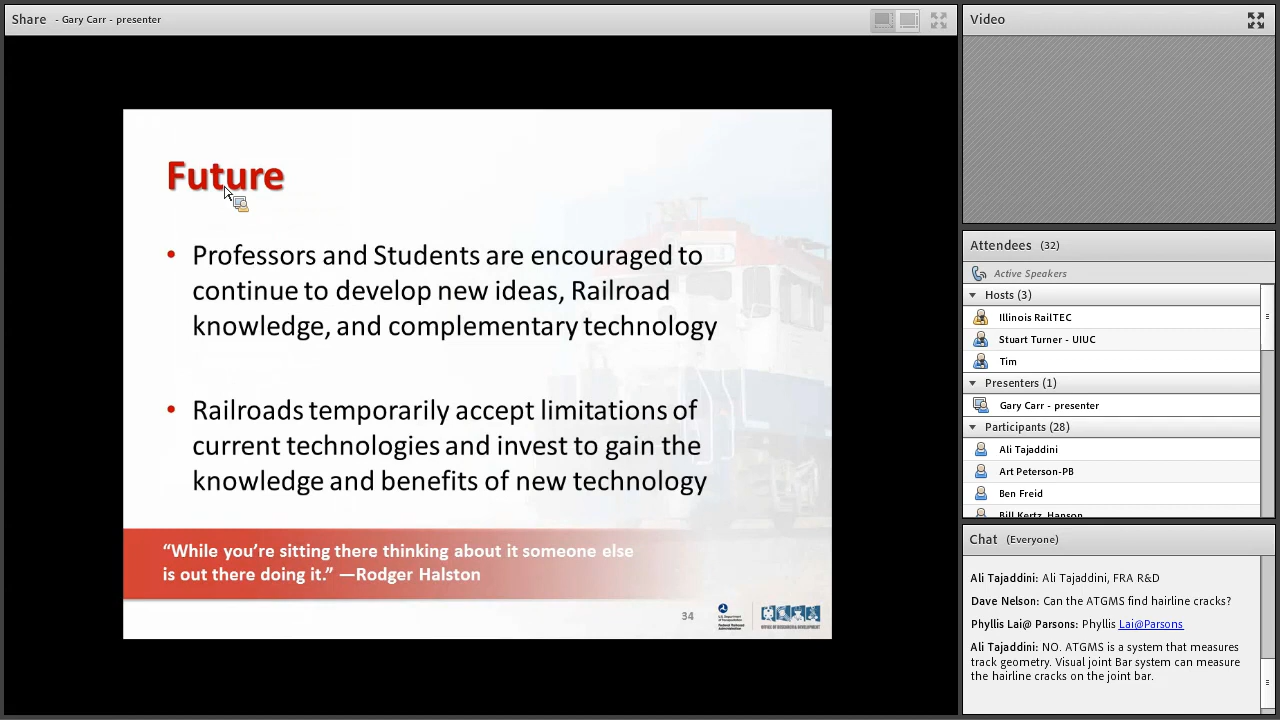 Share - Gary Carr - presenter
Future
• Professors and Students are encouraged to
continue to develop new ideas, Railroad
knowledge, and complementary technology
• Railroads temporarily accept limitations of
current technologies and invest to gain the
knowledge and benefits of new technology
“While you’re sitting there thinking about it someone else
is out there doing it.” —Rodger Halston
34
Video
Attendees (32)
Active Speakers
Hosts (3)
Illinois RailTEC
Stuart Turner - UIUC
Tim
Presenters (1)
Gary Carr - presenter
Participants (28)
Ali Tajaddini
Art Peterson-PB
Ben Freid
Bill Kertz, Hanson
Chat (Everyone)
Ali Tajaddini: Ali Tajaddini, FRA R&D
Dave Nelson: Can the ATGMS find hairline cracks?
Phyllis Lai@ Parsons: Phyllis Lai@Parsons
Ali Tajaddini: NO. ATGMS is a system that measures
track geometry. Visual joint Bar system can measure
the hairline cracks on the joint bar.